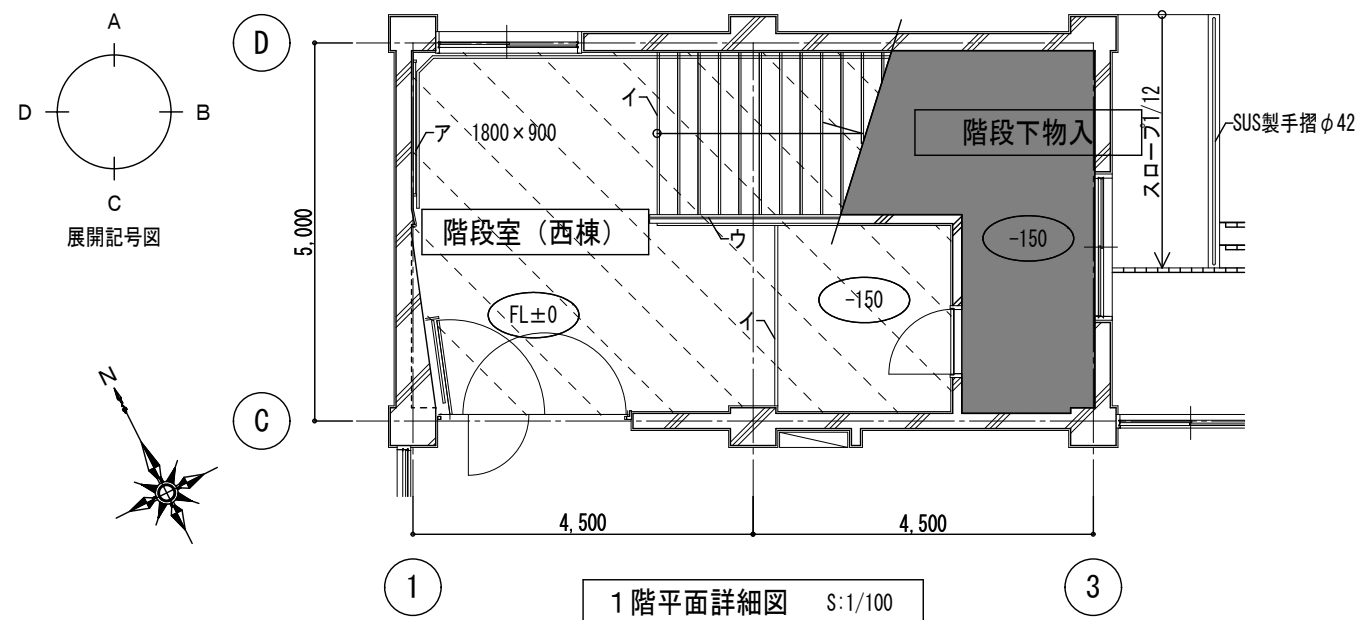 A
D
B
C
展開記号図
D
イ
ア 1800×900
階段下物入
スロープ1/12
SUS製手摺φ42
5,000
階段室（西棟）
ウ
-150
-150
FL±0
イ
N
C
4,500
4,500
1
3
1階平面詳細図 S:1/100